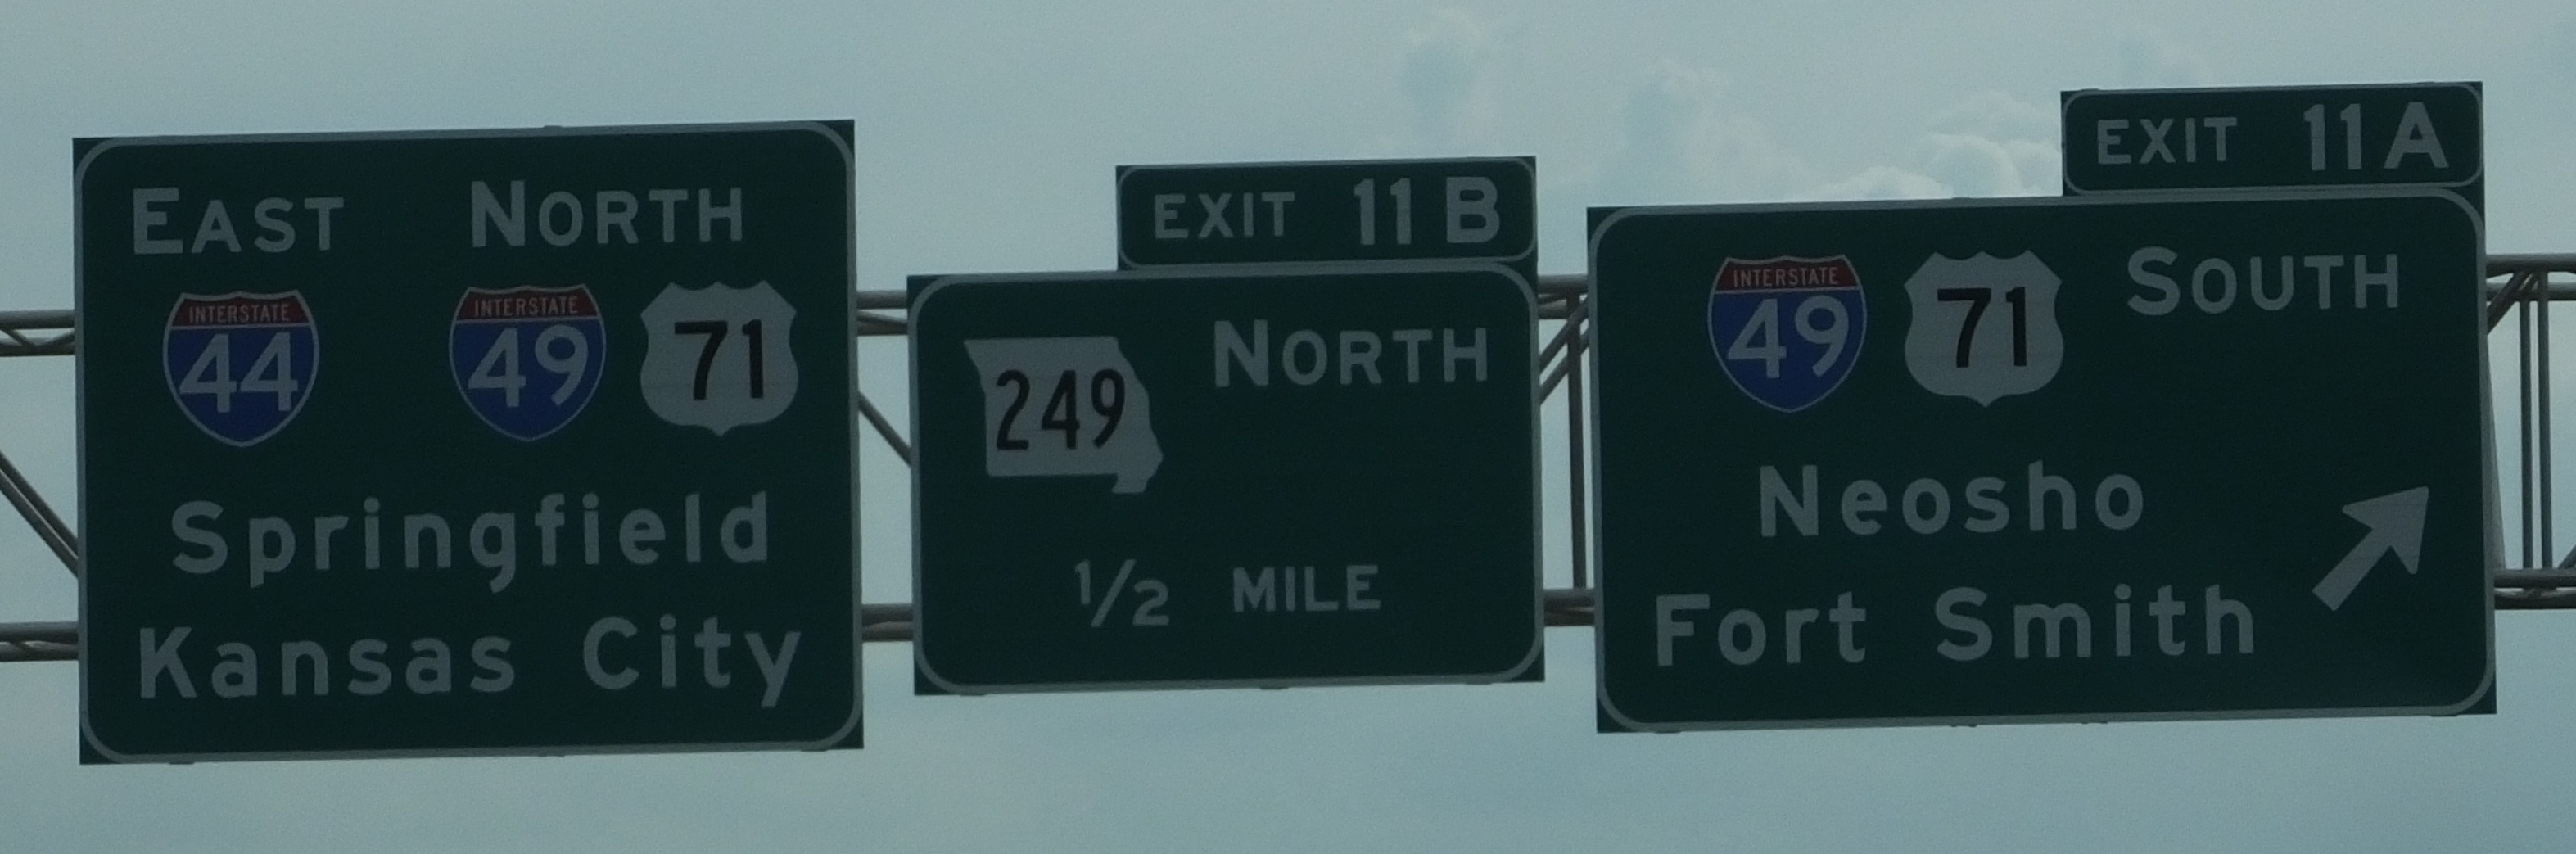 EAST NORTH
INTERSTATE 44 INTERSTATE 49 71
Springfield
Kansas City
EXIT 11 B
249 NORTH
1/2 MILE
EXIT 11 A
INTERSTATE 49 71 SOUTH
Neosho
Fort Smith